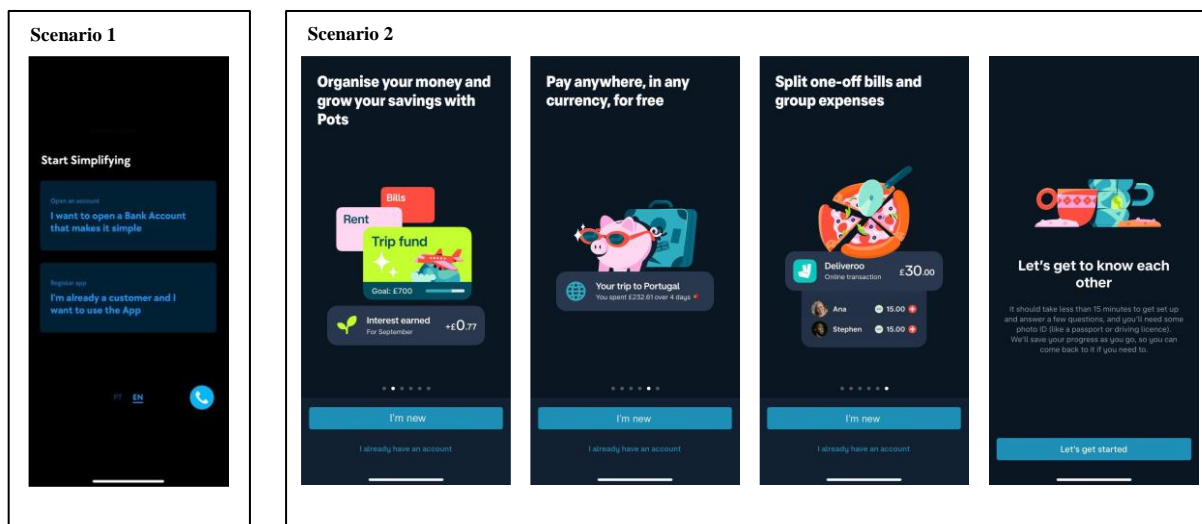 Scenario 1
Start Simplifying
Open an account
I want to open a Bank Account
that makes it simple
Register app
I'm already a customer and I
want to use the App
PT EN
Scenario 2
Organise your money and
grow your savings with
Pots
Bills
Rent
Trip fund
Goal: £700
Interest earned
For September
+£0.77
I'm new
I already have an account
Pay anywhere, in any
currency, for free
Your trip to Portugal
You spent £232.61 over 4 days
I'm new
I already have an account
Split one-off bills and
group expenses
Deliveroo
Online transaction
£30.00
Ana 15.00
Stephen 15.00
I'm new
I already have an account
Let's get to know each
other
It should take less than 15 minutes to get set up
and answer a few questions, and you'll need some
photo ID (like a passport or driving licence).
We'll save your progress as you go, so you can
come back to it if you need to.
Let's get started